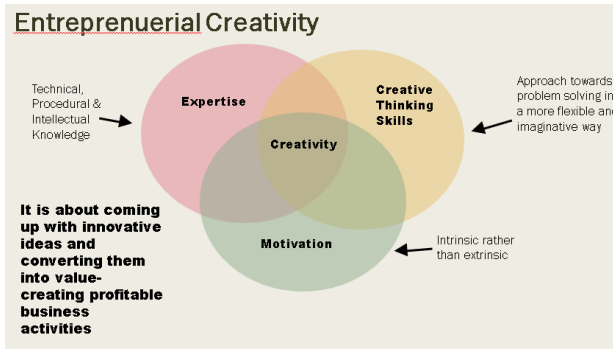 Entreprenuerial Creativity
Technical,
Procedural &
Intellectual
Knowledge
Expertise
Creative
Thinking
Skills
Approach towards
problem solving in
a more flexible and
imaginative way
Creativity
It is about coming
up with innovative
ideas and
converting them
into value-
creating profitable
business
activities
Motivation
Intrinsic rather
than extrinsic